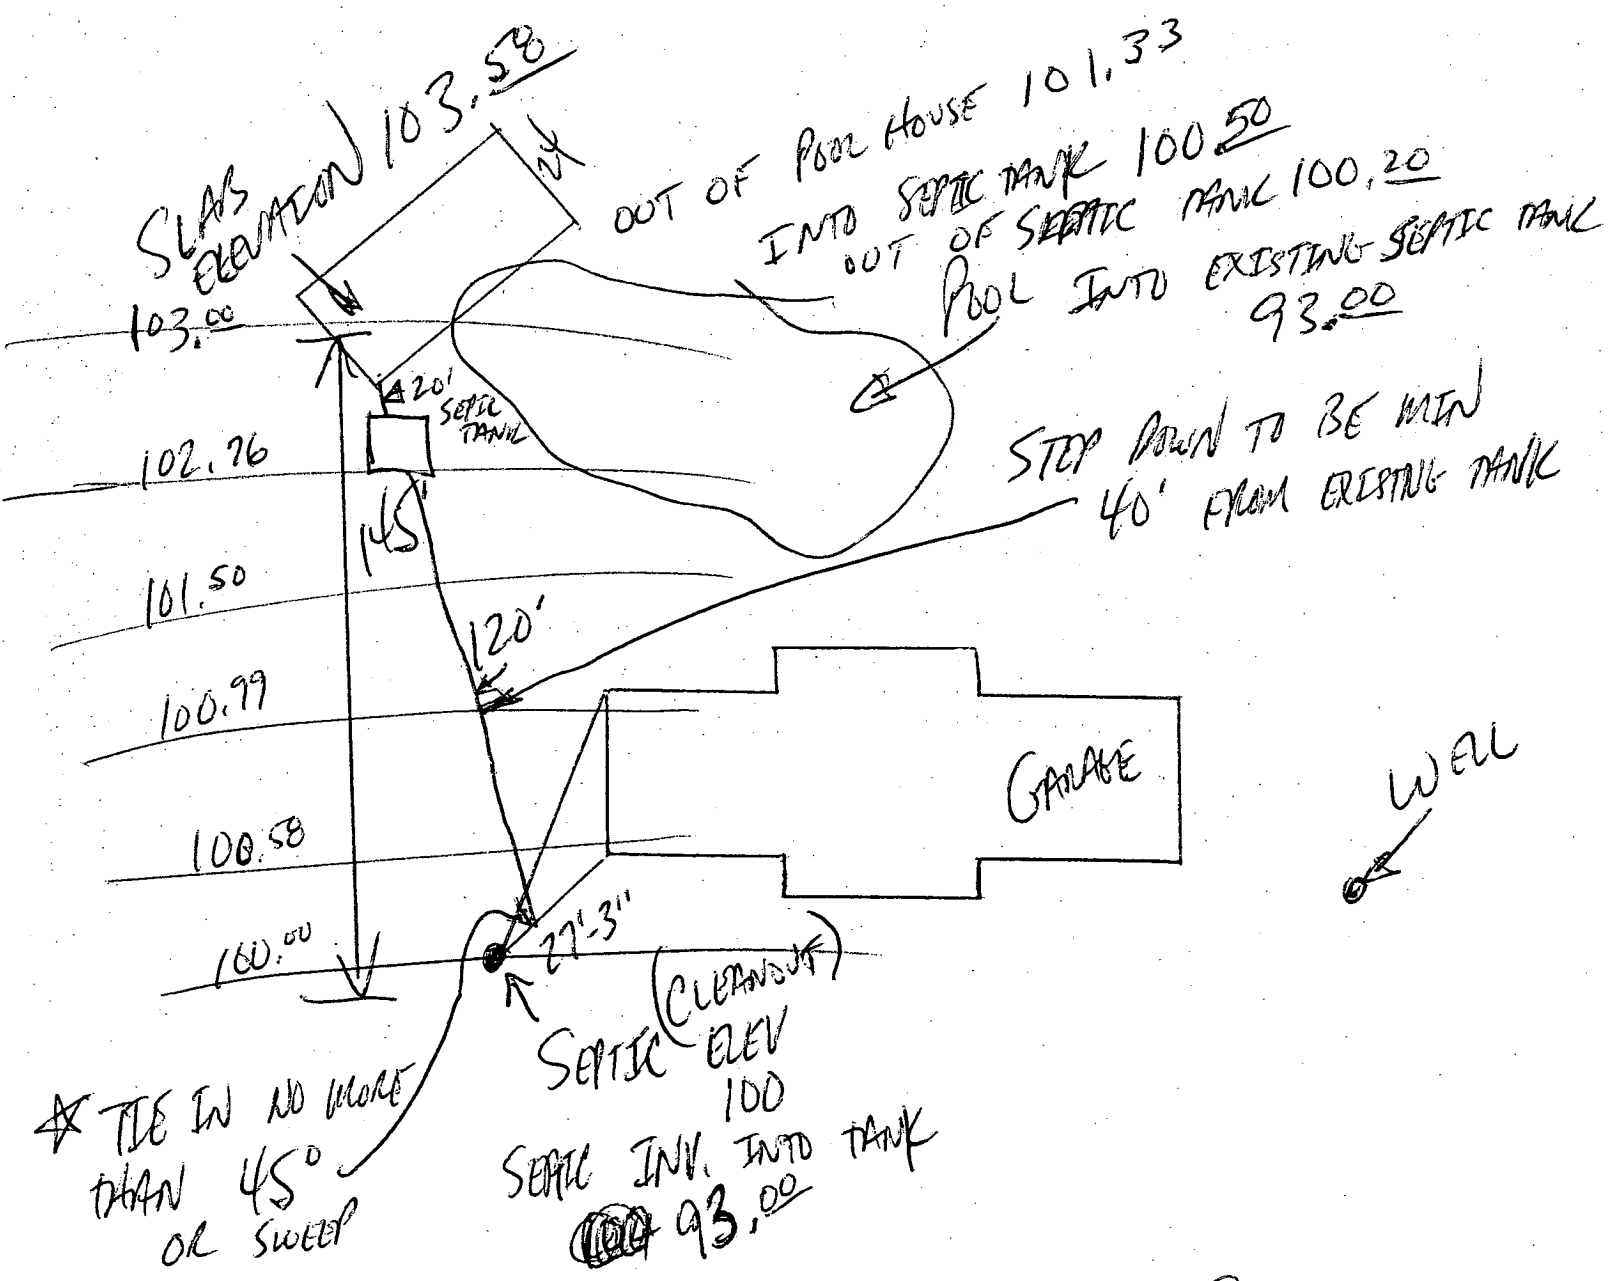 SLAB
ELEVATION 103.58
24'
OUT OF POOL HOUSE 101.33
INTO SEPTIC TANK 100.50
OUT OF SEPTIC TANK 100.20
POOL INTO EXISTING SEPTIC TANK
93.00
103.00
20'
SEPTIC
TANK
102.76
145'
STEP DOWN TO BE MIN
40' FROM EXISTING TANK
101.50
120'
100.99
GARAGE
WELL
100.58
100.00
27'-3"
(CLEANOUT)
SEPTIC ELEV
100
☆ TIE IN NO MORE
THAN 45°
OR SWEEP
SEPTIC INV. INTO TANK
93.00